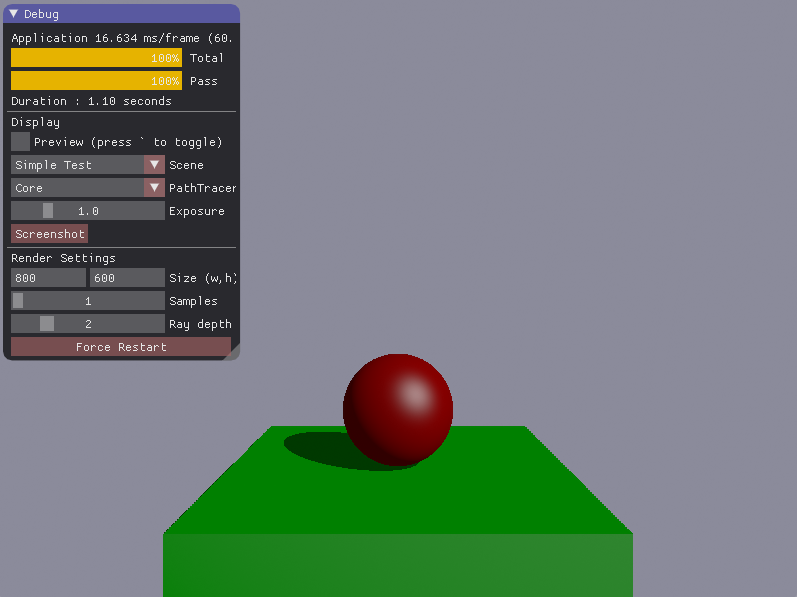 Debug
Application 16.634 ms/frame (60.
100% Total
100% Pass
Duration : 1.10 seconds
Display
Preview (press ` to toggle)
Simple Test Scene
Core PathTracer
1.0 Exposure
Screenshot
Render Settings
800 600 Size (w,h)
1 Samples
2 Ray depth
Force Restart